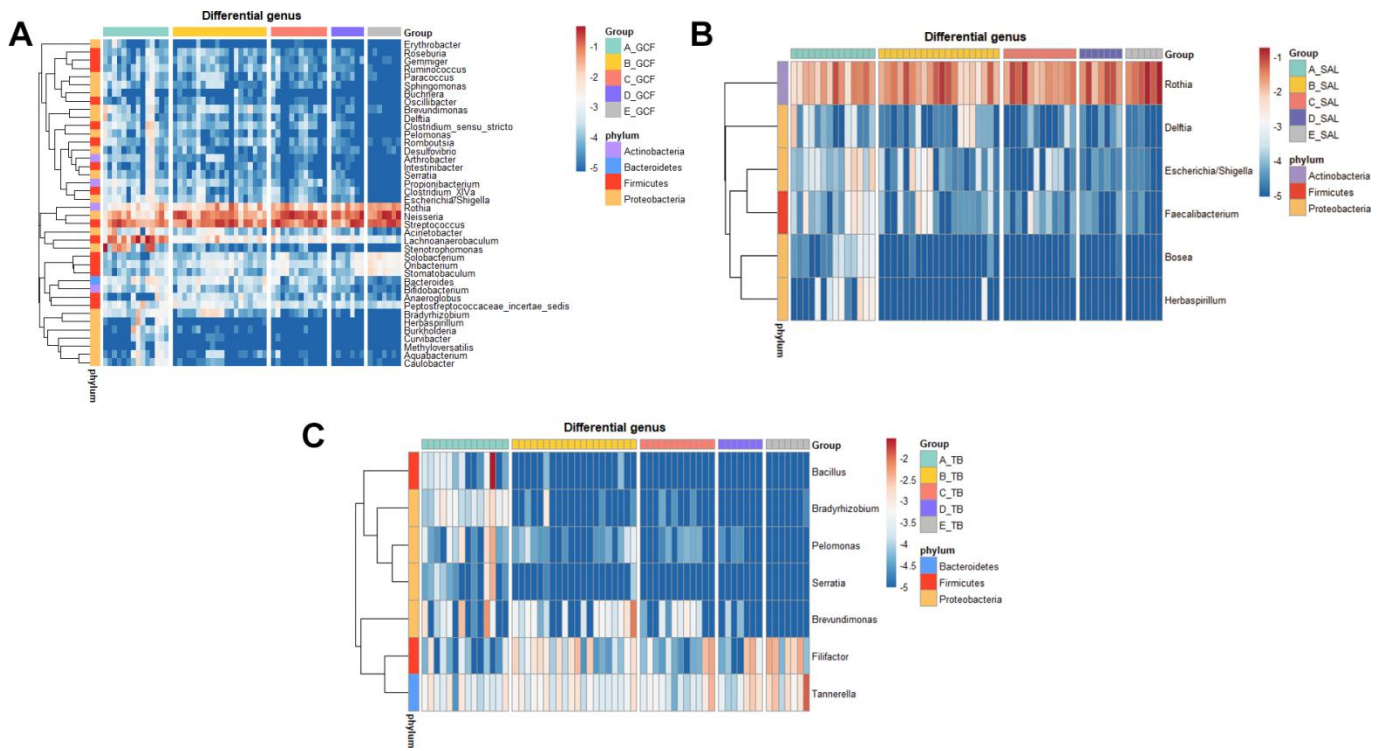 A
Differential genus
Group
Erythrobacter
Roseburia
Gemmiger
Ruminococcus
Paracoccus
Sphingomonas
Buchnera
Oscillibacter
Brevundimonas
Delftia
Clostridium_sensu_stricto
Pelomonas
Romboutsia
Desulfovibrio
Arthrobacter
Intestinibacter
Serratia
Propionibacterium
Clostridium_XIVa
Escherichia/Shigella
Rothia
Neisseria
Streptococcus
Acinetobacter
Lachnoanaerobaculum
Stenotrophomonas
Solobacterium
Oribacterium
Stomatobaculum
Bacteroides
Bifidobacterium
Anaeroglobus
Peptostreptococcaceae_incertae_sedis
Bradyrhizobium
Herbaspirillum
Burkholderia
Curvibacter
Methyloversatilis
Aquabacterium
Caulobacter
phylum
-1
-2
-3
-4
-5
Group
A_GCF
B_GCF
C_GCF
D_GCF
E_GCF
phylum
Actinobacteria
Bacteroidetes
Firmicutes
Proteobacteria
B
Differential genus
Group
Rothia
Delftia
Escherichia/Shigella
Faecalibacterium
Bosea
Herbaspirillum
phylum
-1
-2
-3
-4
-5
Group
A_SAL
B_SAL
C_SAL
D_SAL
E_SAL
phylum
Actinobacteria
Firmicutes
Proteobacteria
C
Differential genus
Group
Bacillus
Bradyrhizobium
Pelomonas
Serratia
Brevundimonas
Filifactor
Tannerella
phylum
-2
-2.5
-3
-3.5
-4
-4.5
-5
Group
A_TB
B_TB
C_TB
D_TB
E_TB
phylum
Bacteroidetes
Firmicutes
Proteobacteria